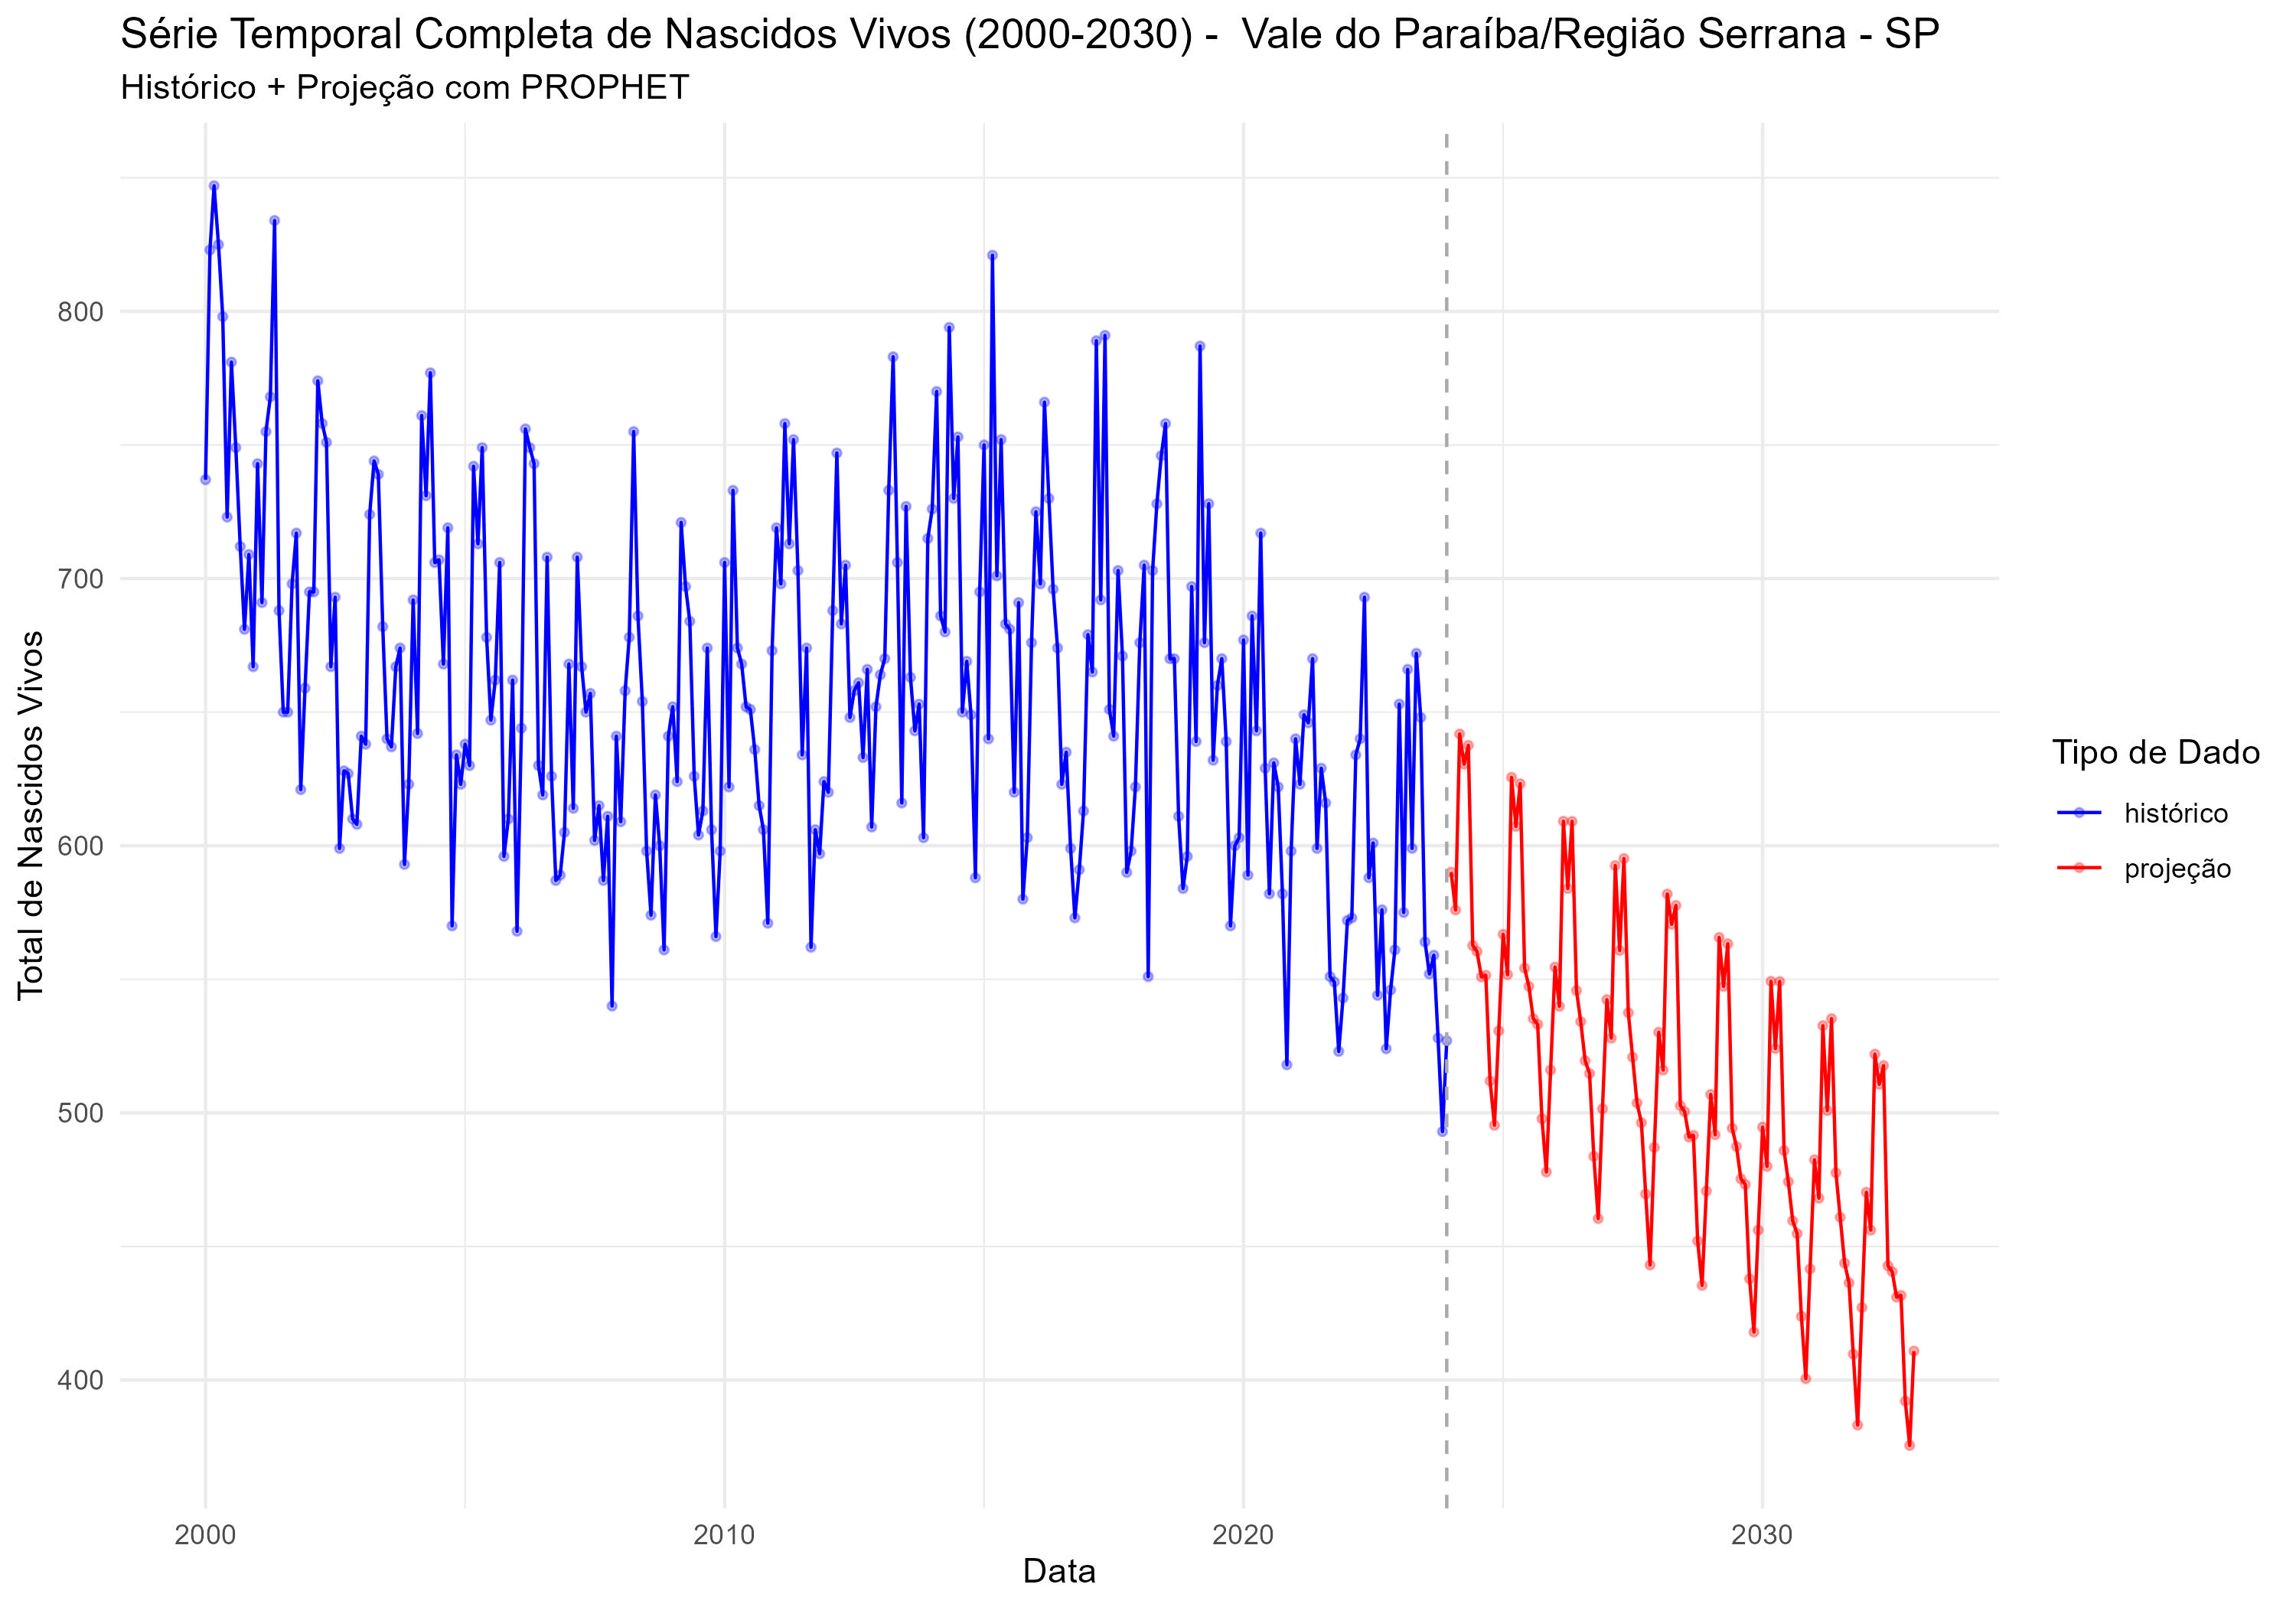 Série Temporal Completa de Nascidos Vivos (2000-2030) -  Vale do Paraíba/Região Serrana - SP
Histórico + Projeção com PROPHET
Total de Nascidos Vivos
800
700
600
500
400
2000
2010
2020
2030
Data
Tipo de Dado
histórico
projeção